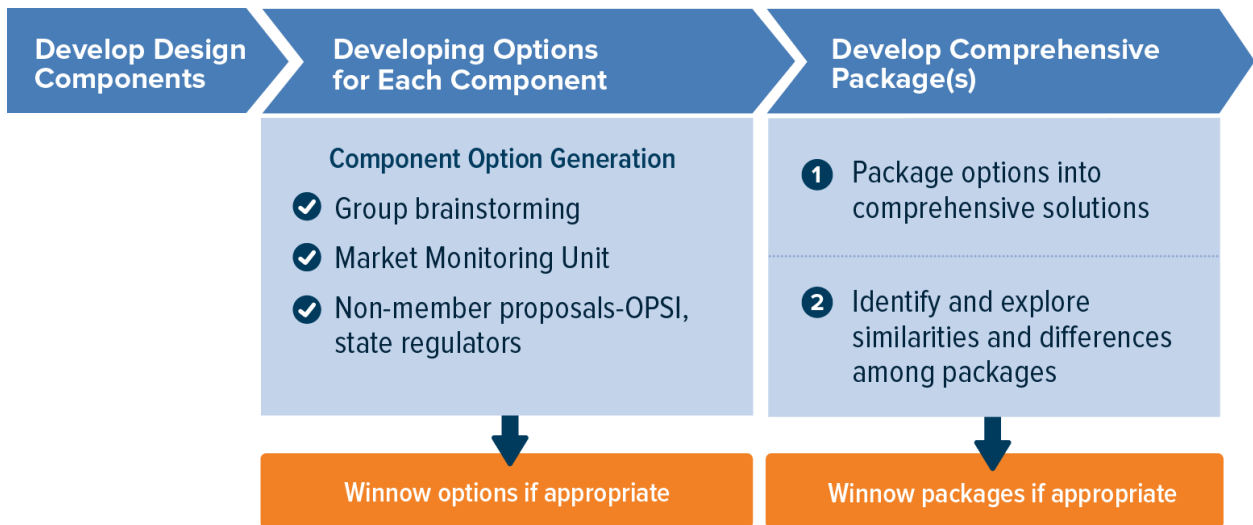 Develop Design
Components
Developing Options
for Each Component
Develop Comprehensive
Package(s)
Component Option Generation
Group brainstorming
Market Monitoring Unit
Non-member proposals-OPSI,
state regulators
1 Package options into
comprehensive solutions
2 Identify and explore
similarities and differences
among packages
Winnow options if appropriate
Winnow packages if appropriate